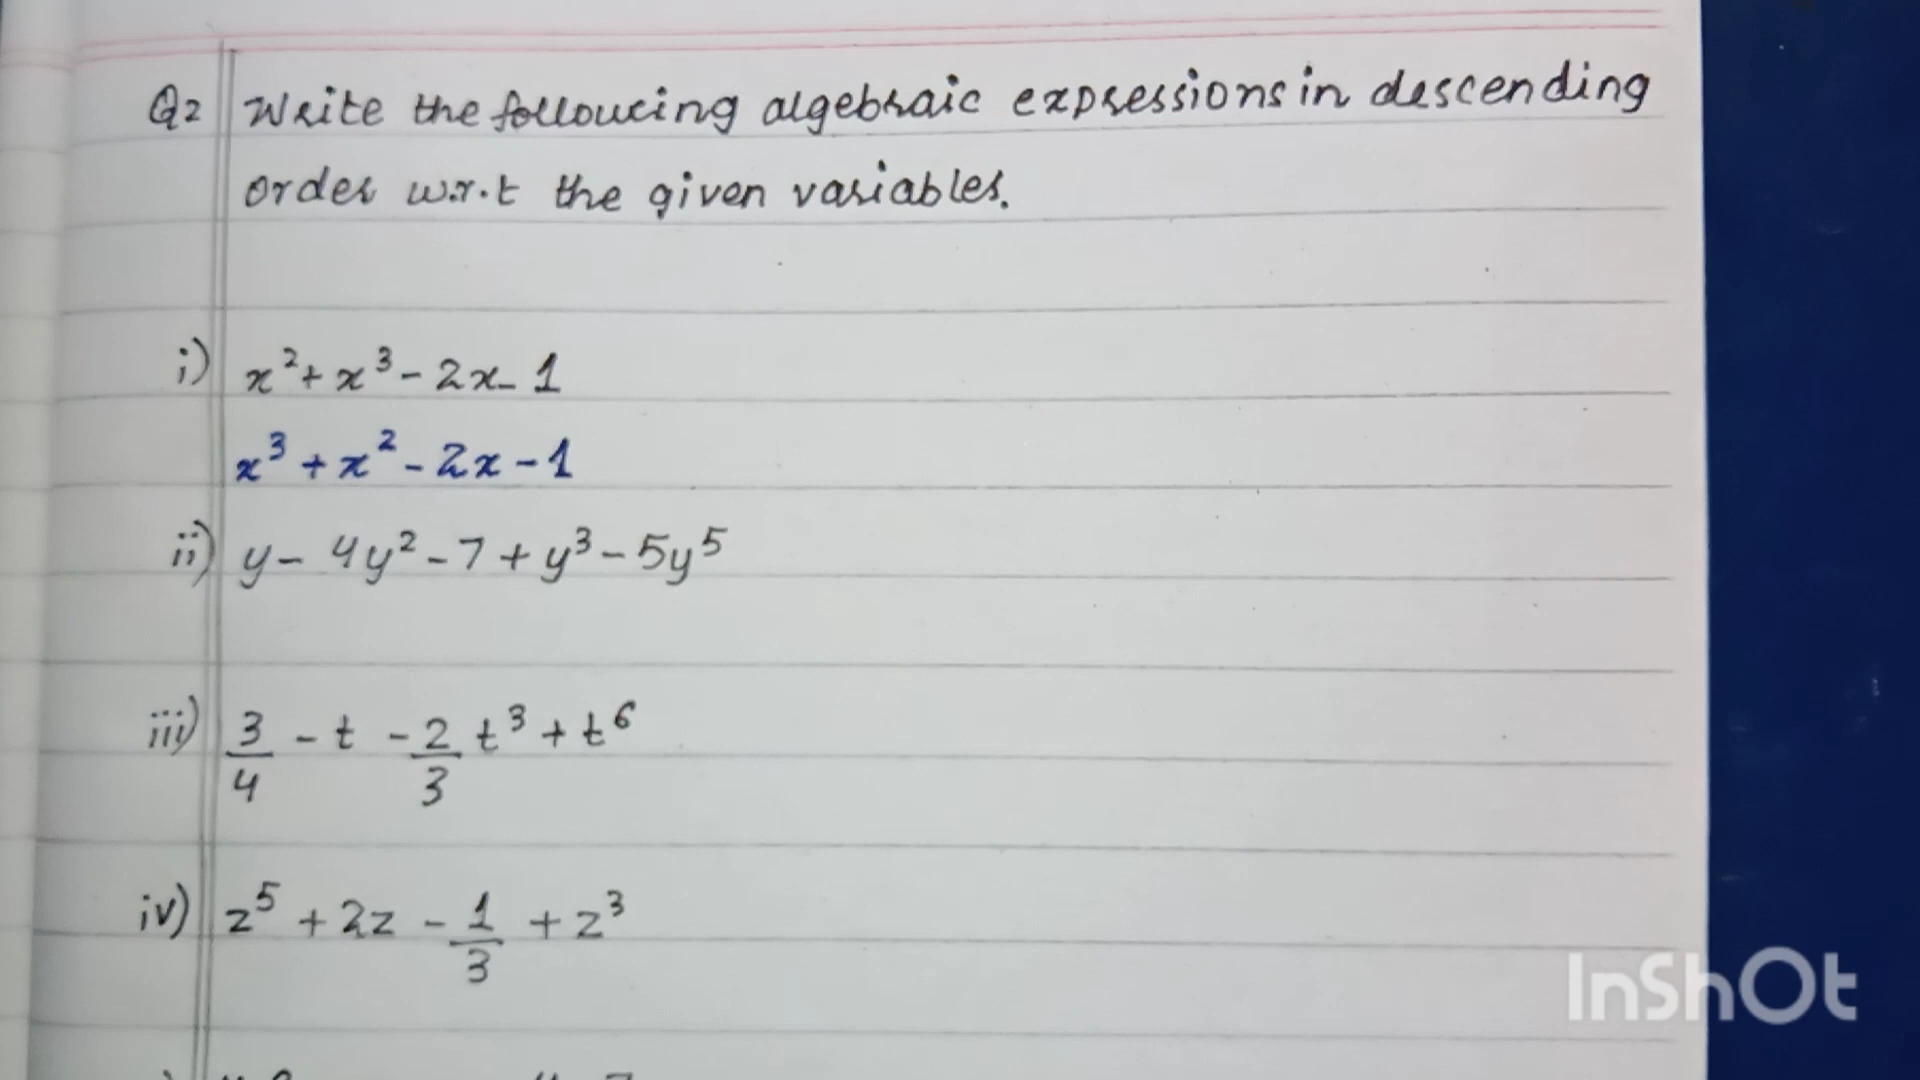 Q2 Write the following algebraic expressions in descending
order w.r.t the given variables.
i) x² + x³ - 2x - 1
x³ + x² - 2x - 1
ii) y - 4y² - 7 + y³ - 5y⁵
iii) 3/4 - t - 2/3 t³ + t⁶
iv) z⁵ + 2z - 1/3 + z³
InShOt